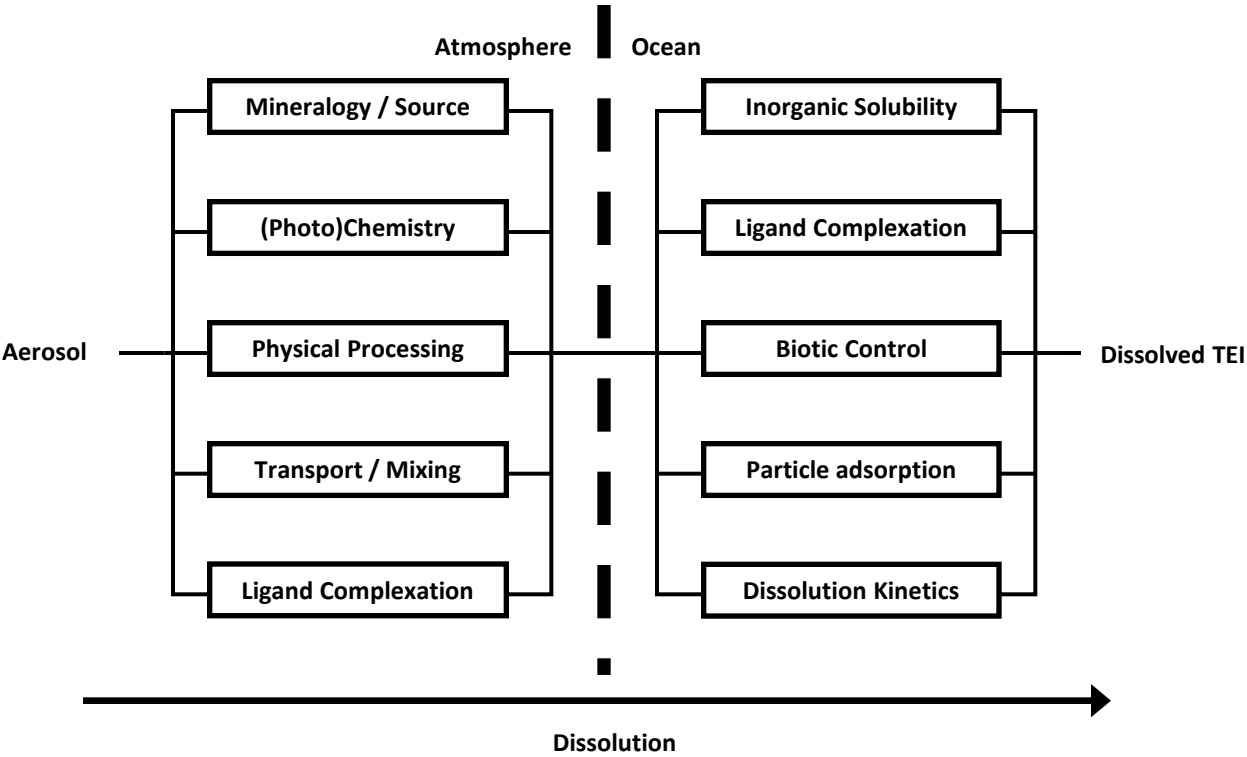 Atmosphere
Ocean
Mineralogy / Source
Inorganic Solubility
(Photo)Chemistry
Ligand Complexation
Aerosol
Physical Processing
Biotic Control
Dissolved TEI
Transport / Mixing
Particle adsorption
Ligand Complexation
Dissolution Kinetics
Dissolution